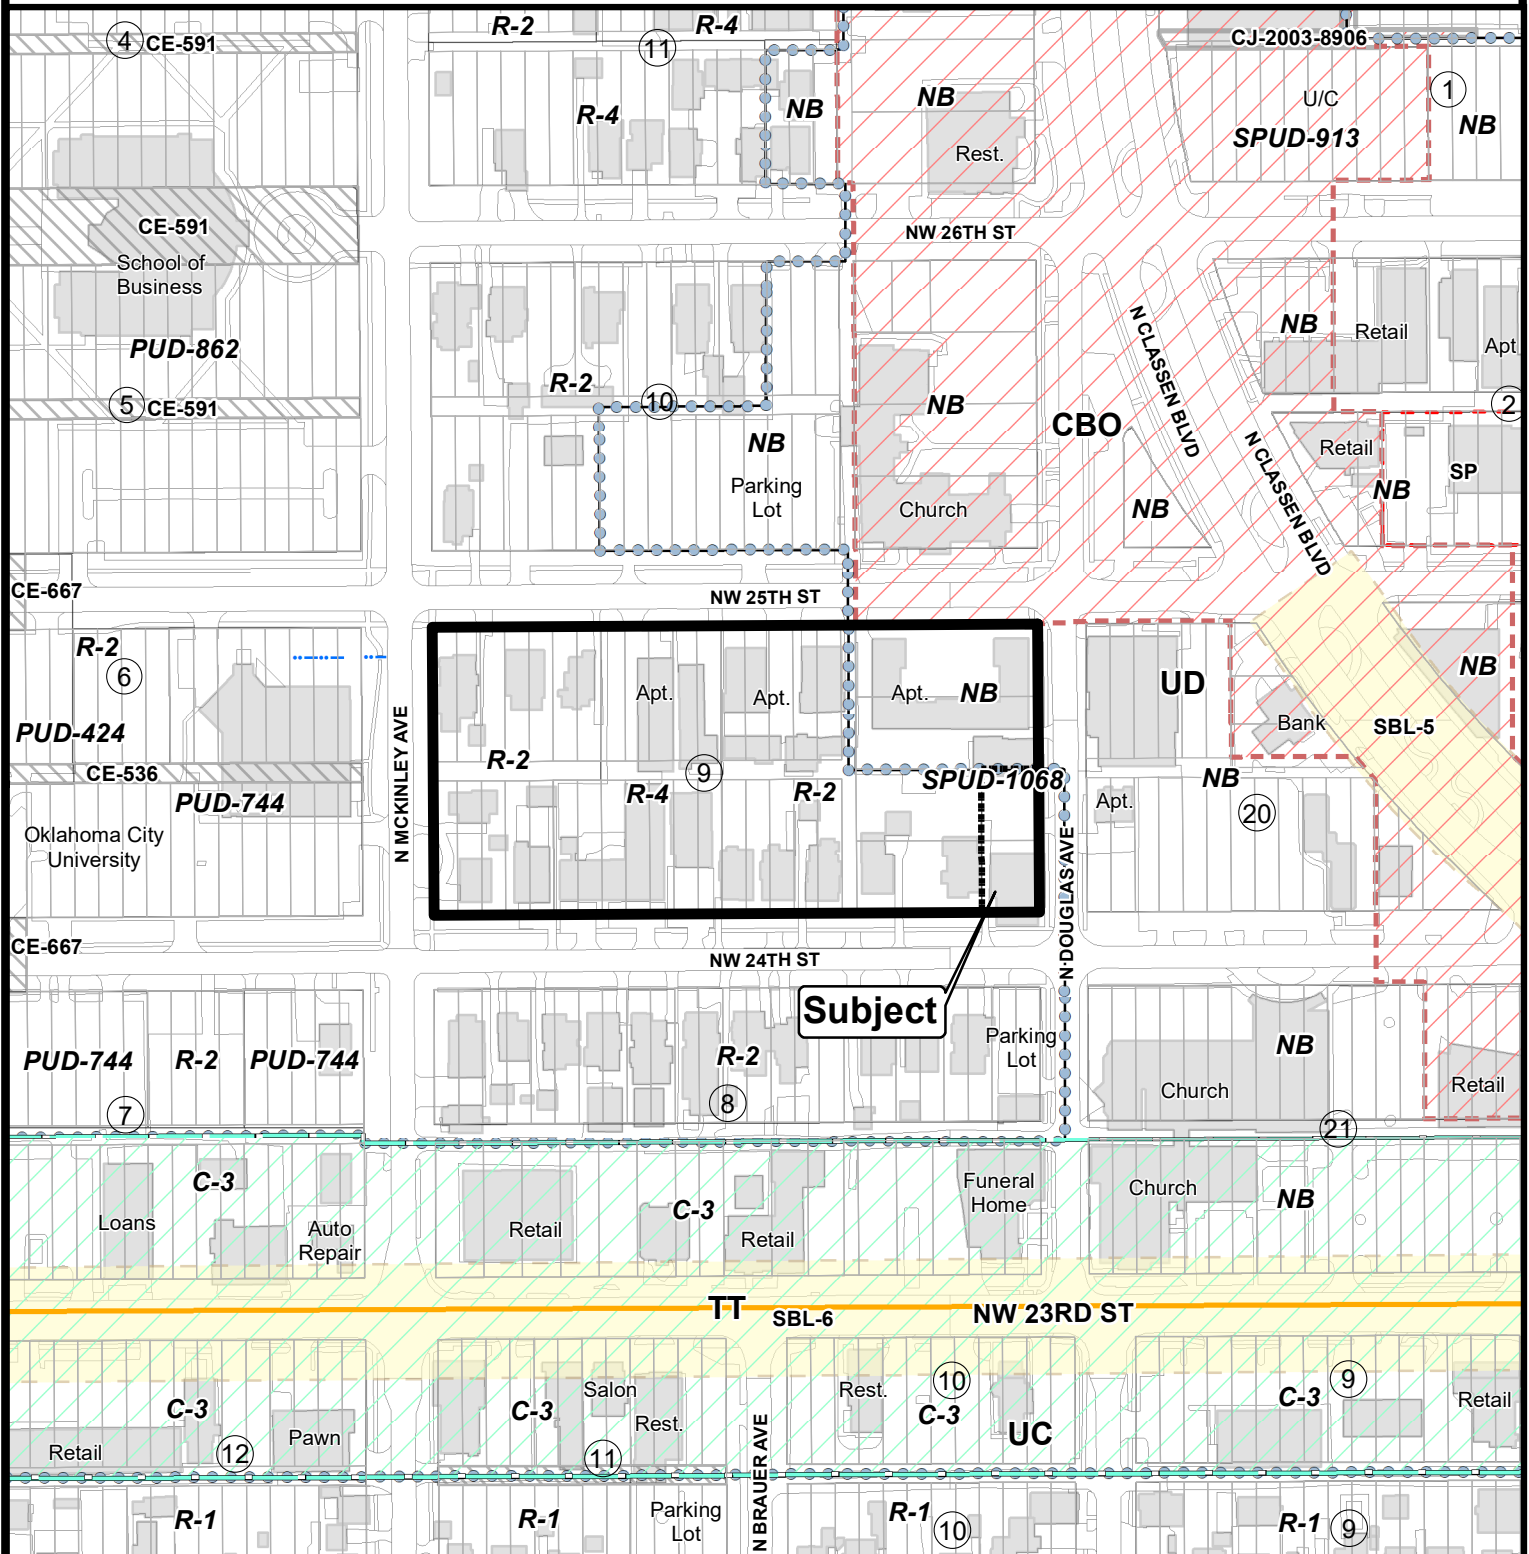 R-2
R-4
4
CE-591
11
CJ-2003-8906
NB
NB
1
U/C
R-4
NB
SPUD-913
Rest.
CE-591
NW 26TH ST
School of
Business
NB
Retail
PUD-862
Apt.
N CLASSEN BLVD
R-2
5
CE-591
10
NB
2
CBO
NB
Retail
SP
Parking
Lot
NB
N CLASSEN BLVD
Church
NB
CE-667
NW 25TH ST
R-2
6
Apt.
Apt.
Apt.
NB
UD
NB
PUD-424
Bank
SBL-5
N MCKINLEY AVE
CE-536
R-2
9
SPUD-1068
NB
PUD-744
R-4
R-2
Apt.
20
Oklahoma City
University
N DOUGLAS AVE
CE-667
NW 24TH ST
Subject
PUD-744
R-2
PUD-744
R-2
Parking
Lot
NB
Church
Retail
7
8
21
C-3
Funeral
Home
Church
NB
Loans
Auto
Repair
Retail
C-3
Retail
TT
SBL-6
NW 23RD ST
Salon
Rest.
10
C-3
9
Retail
C-3
C-3
Rest.
C-3
UC
Retail
12
Pawn
11
N BRAUER AVE
R-1
R-1
Parking
Lot
R-1
10
R-1
9